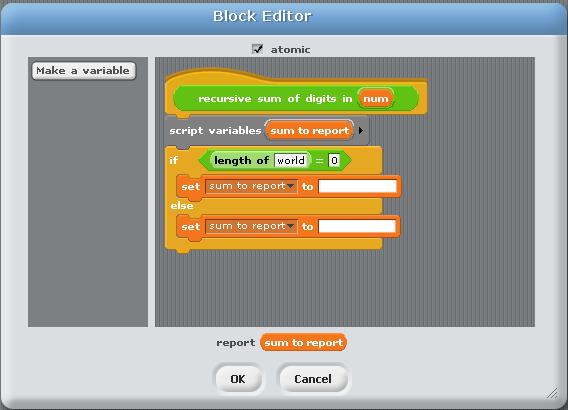 Block Editor
atomic
Make a variable
recursive sum of digits in num
script variables sum to report
if length of world = 0
set sum to report to
else
set sum to report to
report sum to report
OK Cancel